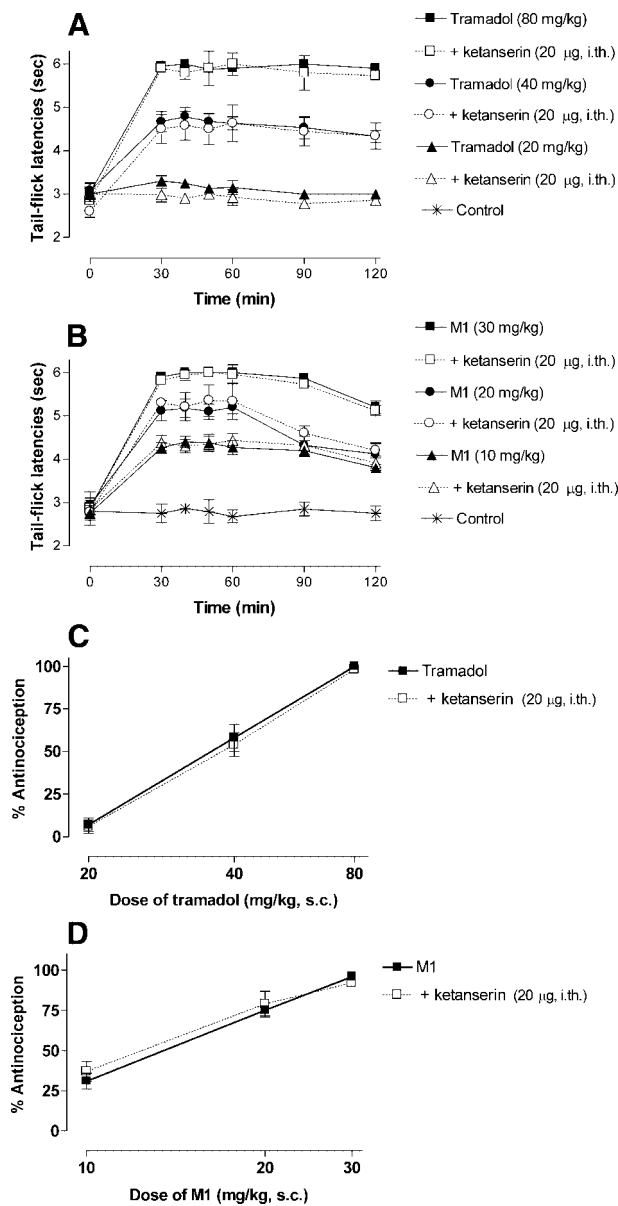 A
Tail-flick latencies (sec)
6
5
4
3
2
0 30 60 90 120
Time (min)
Tramadol (80 mg/kg)
+ ketanserin (20 μg, i.th.)
Tramadol (40 mg/kg)
+ ketanserin (20 μg, i.th.)
Tramadol (20 mg/kg)
+ ketanserin (20 μg, i.th.)
Control
B
Tail-flick latencies (sec)
6
5
4
3
2
0 30 60 90 120
Time (min)
M1 (30 mg/kg)
+ ketanserin (20 μg, i.th.)
M1 (20 mg/kg)
+ ketanserin (20 μg, i.th.)
M1 (10 mg/kg)
+ ketanserin (20 μg, i.th.)
Control
C
% Antinociception
100
75
50
25
0
20 40 80
Dose of tramadol (mg/kg, s.c.)
Tramadol
+ ketanserin (20 μg, i.th.)
D
% Antinociception
100
75
50
25
0
10 20 30
Dose of M1 (mg/kg, s.c.)
M1
+ ketanserin (20 μg, i.th.)